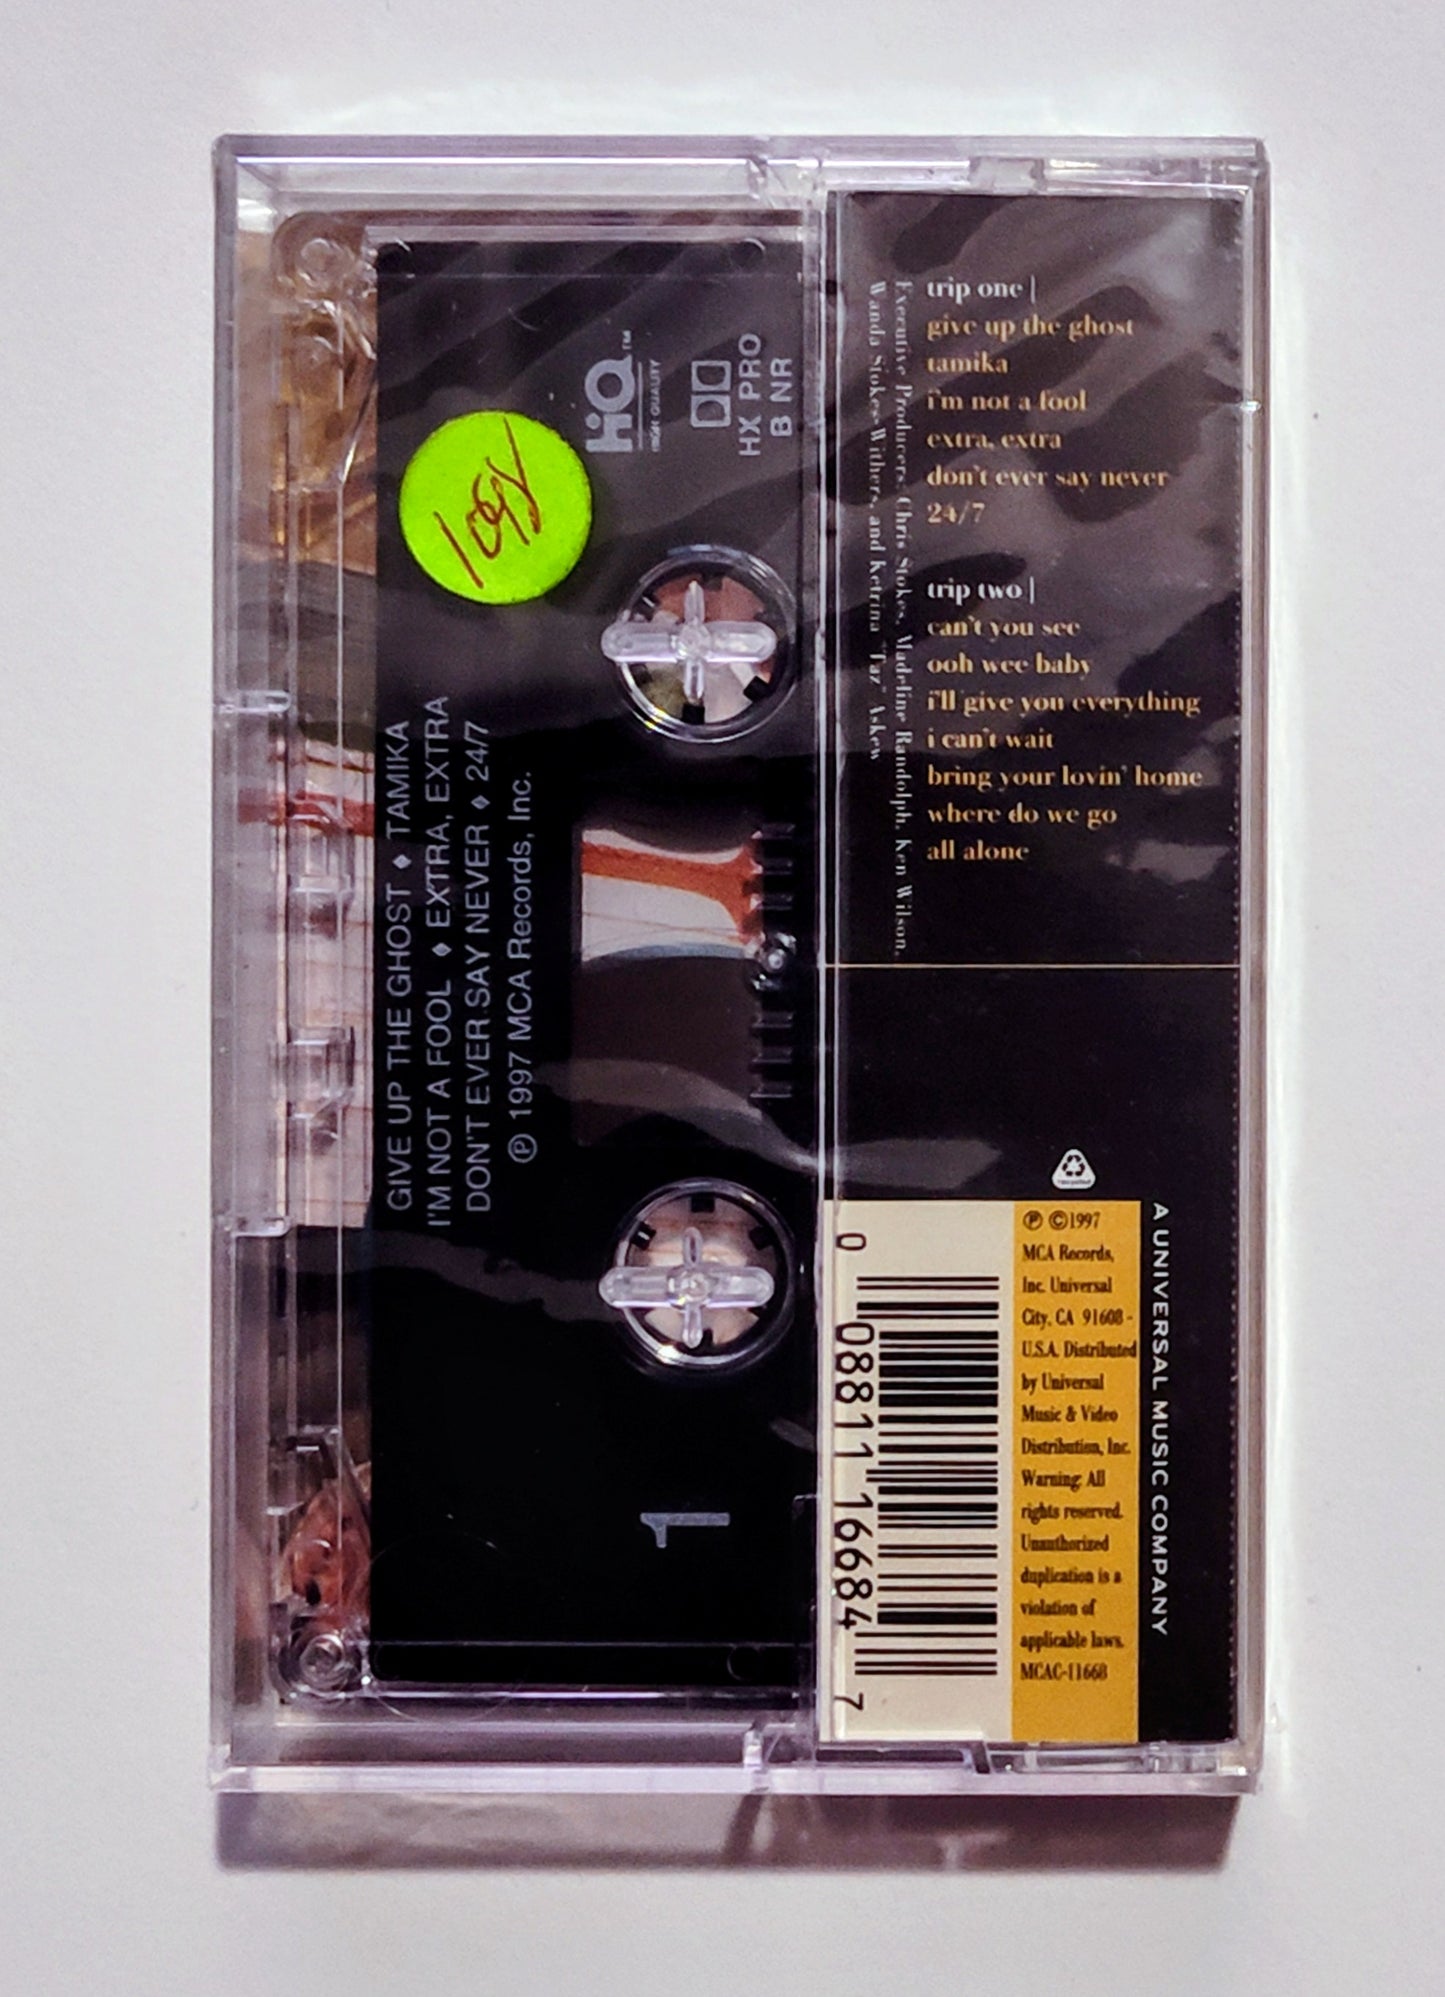 trip one |
give up the ghost
tamika
i'm not a fool
extra, extra
don't ever say never
24/7
trip two |
can't you see
ooh wee baby
i'll give you everything
i can't wait
bring your lovin' home
where do we go
all alone
Executive Producers: Chris Stokes, Madeline Randolph, Ken Wilson,
Wanda Stokes-Withers, and Ketrina "Taz" Askew
HiQ™
HIGH QUALITY
HX PRO
B NR
GIVE UP THE GHOST ♦ TAMIKA
I'M NOT A FOOL ♦ EXTRA, EXTRA
DON'T EVER SAY NEVER ♦ 24/7
℗ 1997 MCA Records, Inc.
1
℗ ©1997
MCA Records,
Inc. Universal
City, CA 91608 -
U.S.A. Distributed
by Universal
Music & Video
Distribution, Inc.
Warning: All
rights reserved.
Unauthorized
duplication is a
violation of
applicable laws.
MCAC-11668
0 08811 16684 7
A UNIVERSAL MUSIC COMPANY